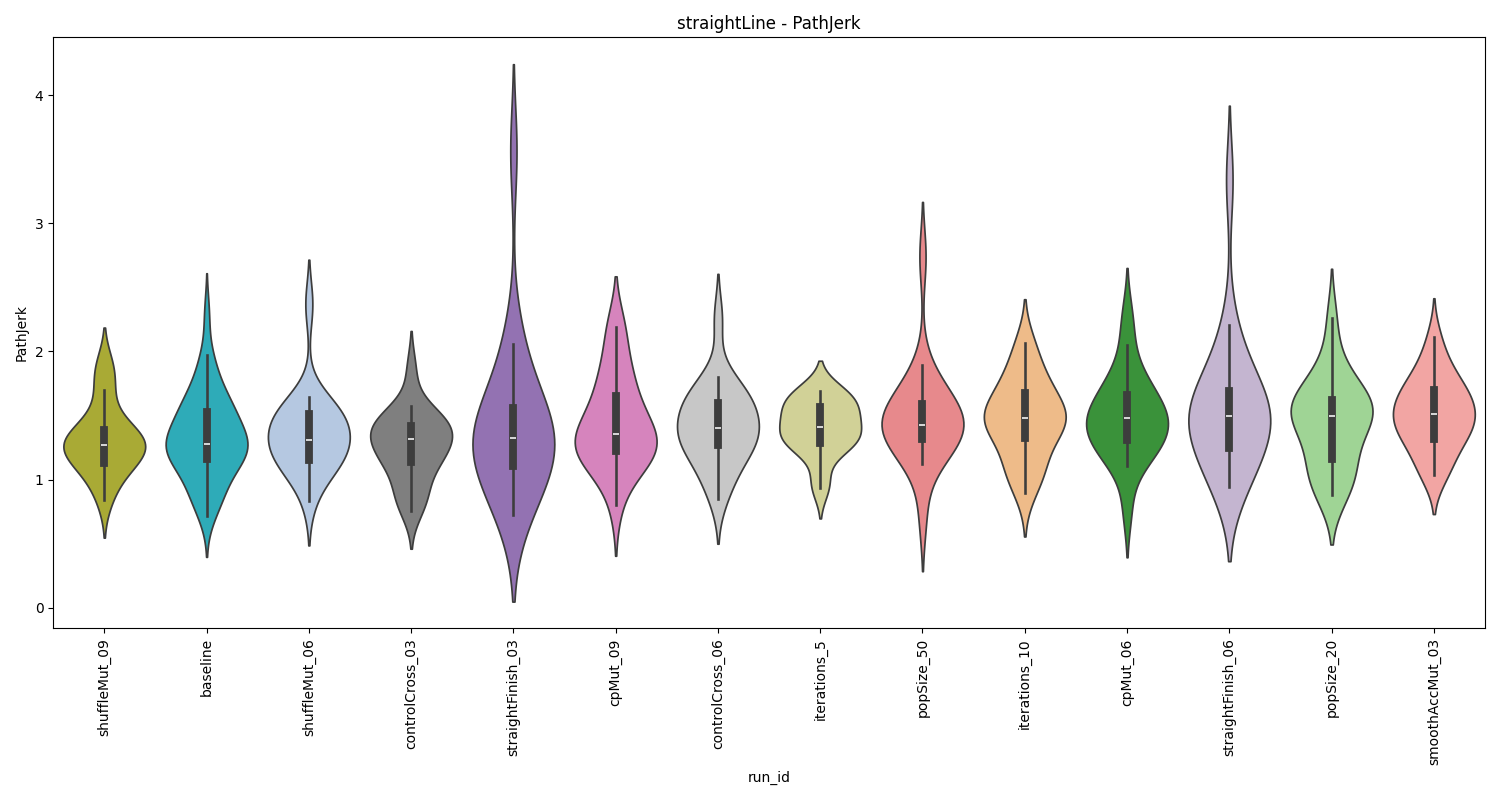 straightLine - PathJerk
PathJerk
4
3
2
1
0
shuffleMut_09
baseline
shuffleMut_06
controlCross_03
straightFinish_03
cpMut_09
controlCross_06
iterations_5
popSize_50
iterations_10
cpMut_06
straightFinish_06
popSize_20
smoothAccMut_03
run_id